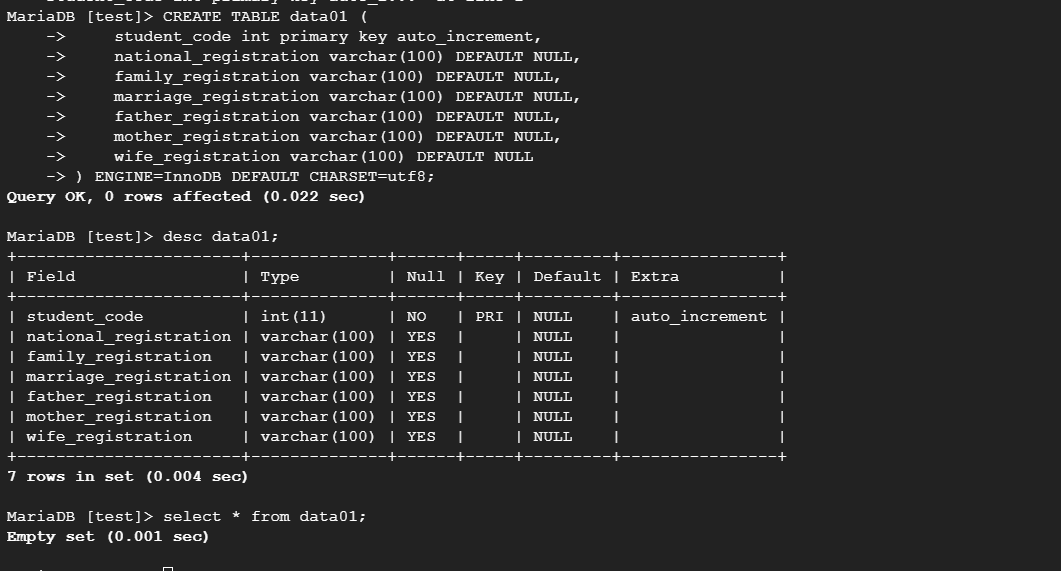 MariaDB [test]> CREATE TABLE data01 (
    ->     student_code int primary key auto_increment,
    ->     national_registration varchar(100) DEFAULT NULL,
    ->     family_registration varchar(100) DEFAULT NULL,
    ->     marriage_registration varchar(100) DEFAULT NULL,
    ->     father_registration varchar(100) DEFAULT NULL,
    ->     mother_registration varchar(100) DEFAULT NULL,
    ->     wife_registration varchar(100) DEFAULT NULL
    -> ) ENGINE=InnoDB DEFAULT CHARSET=utf8;
Query OK, 0 rows affected (0.022 sec)
MariaDB [test]> desc data01;
+-----------------------+--------------+------+-----+---------+----------------+
| Field                 | Type         | Null | Key | Default | Extra          |
+-----------------------+--------------+------+-----+---------+----------------+
| student_code          | int(11)      | NO   | PRI | NULL    | auto_increment |
| national_registration | varchar(100) | YES  |     | NULL    |                |
| family_registration   | varchar(100) | YES  |     | NULL    |                |
| marriage_registration | varchar(100) | YES  |     | NULL    |                |
| father_registration   | varchar(100) | YES  |     | NULL    |                |
| mother_registration   | varchar(100) | YES  |     | NULL    |                |
| wife_registration     | varchar(100) | YES  |     | NULL    |                |
+-----------------------+--------------+------+-----+---------+----------------+
7 rows in set (0.004 sec)
MariaDB [test]> select * from data01;
Empty set (0.001 sec)